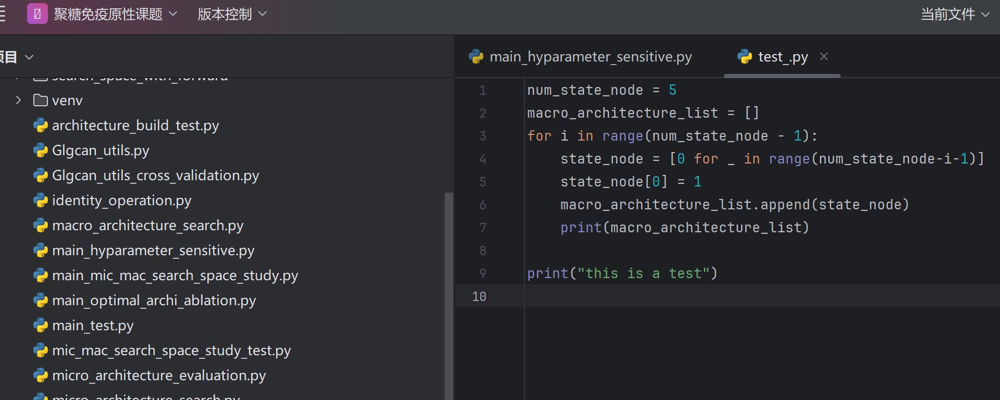 聚糖免疫原性课题 版本控制 当前文件
项目
search_space_with_forward
venv
architecture_build_test.py
Glgcan_utils.py
Glgcan_utils_cross_validation.py
identity_operation.py
macro_architecture_search.py
main_hyparameter_sensitive.py
main_mic_mac_search_space_study.py
main_optimal_archi_ablation.py
main_test.py
mic_mac_search_space_study_test.py
micro_architecture_evaluation.py
micro_architecture_search.py
main_hyparameter_sensitive.py test_.py
1 num_state_node = 5
2 macro_architecture_list = []
3 for i in range(num_state_node - 1):
4 state_node = [0 for _ in range(num_state_node-i-1)]
5 state_node[0] = 1
6 macro_architecture_list.append(state_node)
7 print(macro_architecture_list)
8
9 print("this is a test")
10